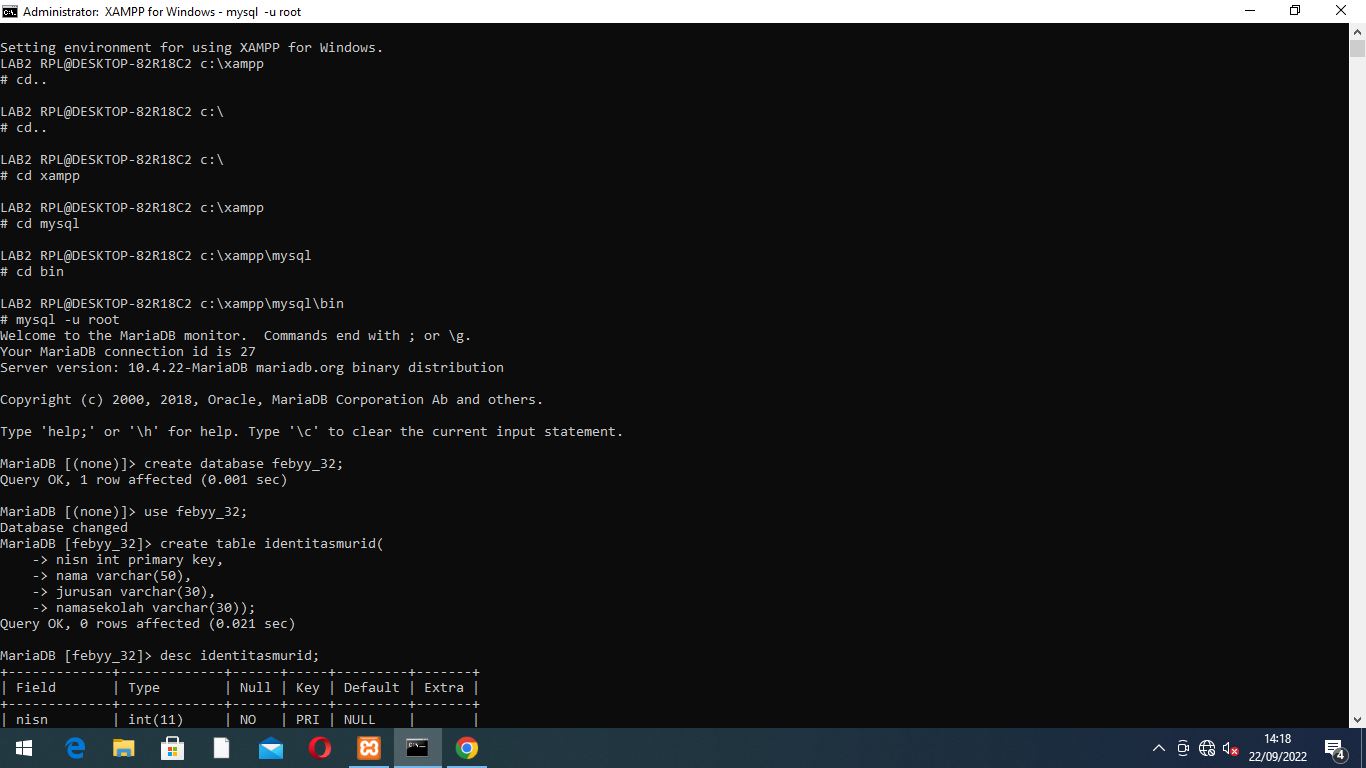 Administrator: XAMPP for Windows - mysql -u root
Setting environment for using XAMPP for Windows.
LAB2 RPL@DESKTOP-82R18C2 c:\xampp
# cd..
LAB2 RPL@DESKTOP-82R18C2 c:\
# cd..
LAB2 RPL@DESKTOP-82R18C2 c:\
# cd xampp
LAB2 RPL@DESKTOP-82R18C2 c:\xampp
# cd mysql
LAB2 RPL@DESKTOP-82R18C2 c:\xampp\mysql
# cd bin
LAB2 RPL@DESKTOP-82R18C2 c:\xampp\mysql\bin
# mysql -u root
Welcome to the MariaDB monitor.  Commands end with ; or \g.
Your MariaDB connection id is 27
Server version: 10.4.22-MariaDB mariadb.org binary distribution
Copyright (c) 2000, 2018, Oracle, MariaDB Corporation Ab and others.
Type 'help;' or '\h' for help. Type '\c' to clear the current input statement.
MariaDB [(none)]> create database febyy_32;
Query OK, 1 row affected (0.001 sec)
MariaDB [(none)]> use febyy_32;
Database changed
MariaDB [febyy_32]> create table identitasmurid(
    -> nisn int primary key,
    -> nama varchar(50),
    -> jurusan varchar(30),
    -> namasekolah varchar(30));
Query OK, 0 rows affected (0.021 sec)
MariaDB [febyy_32]> desc identitasmurid;
+-------------+-------------+------+-----+---------+-------+
| Field       | Type        | Null | Key | Default | Extra |
+-------------+-------------+------+-----+---------+-------+
| nisn        | int(11)     | NO   | PRI | NULL    |       |
14:18
22/09/2022
4